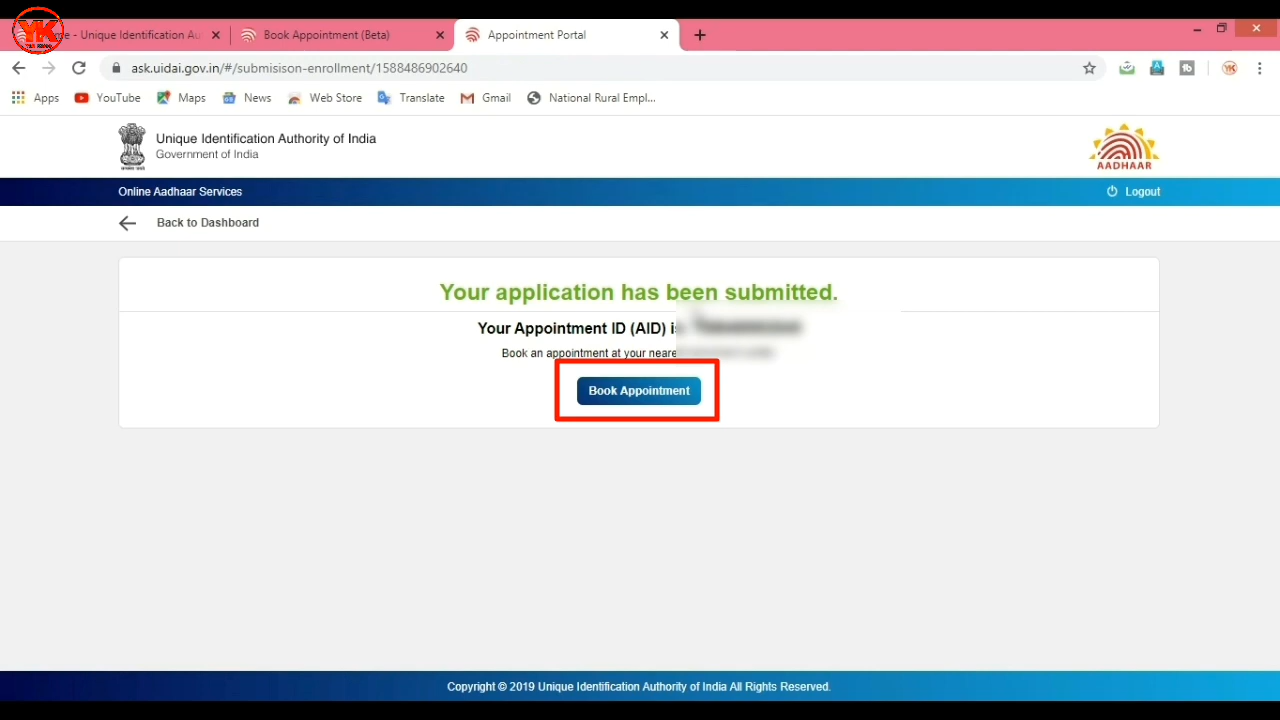 YK
Home - Unique Identification Au
Book Appointment (Beta)
Appointment Portal
ask.uidai.gov.in/#/submisison-enrollment/1588486902640
YK
Apps
YouTube
Maps
News
Web Store
Translate
Gmail
National Rural Empl...
Unique Identification Authority of India
Government of India
AADHAAR
Online Aadhaar Services
Logout
Back to Dashboard
Your application has been submitted.
Your Appointment ID (AID) is
Book an appointment at your neare
Book Appointment
Copyright © 2019 Unique Identification Authority of India All Rights Reserved.